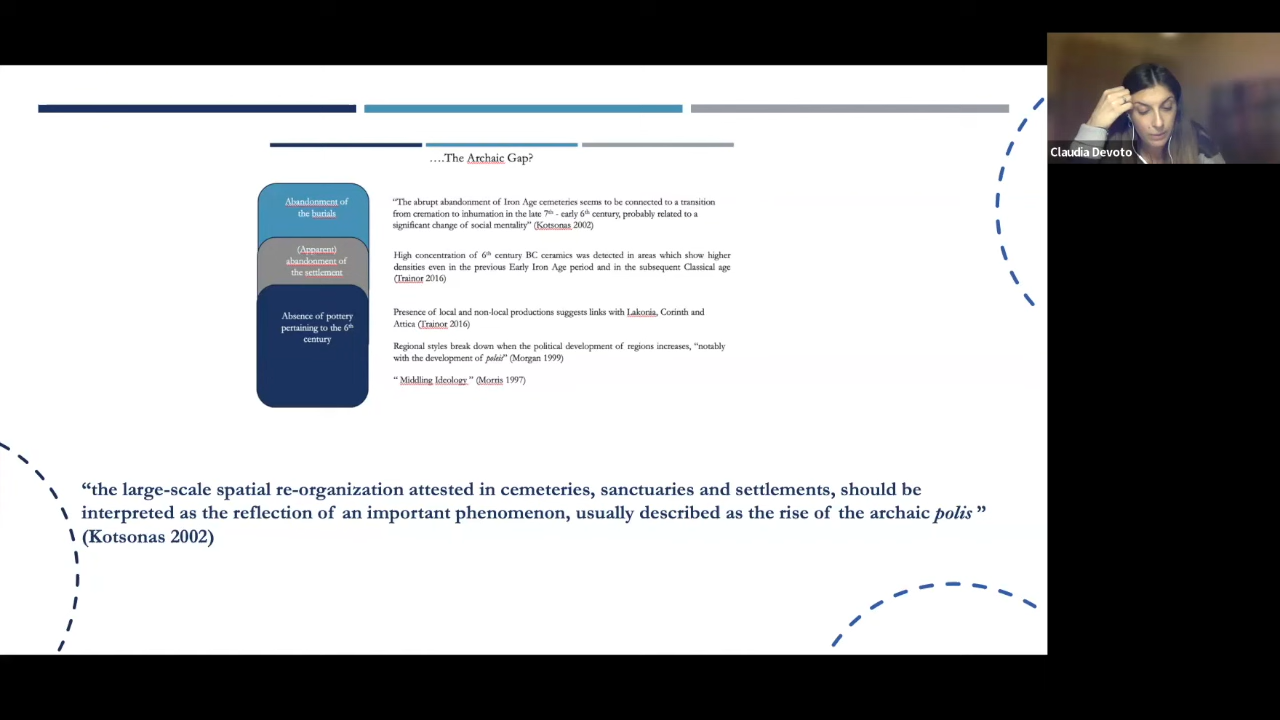 ….The Archaic Gap?
Abandonment of
the burials
“The abrupt abandonment of Iron Age cemeteries seems to be connected to a transition
from cremation to inhumation in the late 7th - early 6th century, probably related to a
significant change of social mentality” (Kotsonas 2002)
(Apparent)
abandonment of
the settlement
High concentration of 6th century BC ceramics was detected in areas which show higher
densities even in the previous Early Iron Age period and in the subsequent Classical age
(Trainor 2016)
Absence of pottery
pertaining to the 6th
century
Presence of local and non-local productions suggests links with Lakonia, Corinth and
Attica (Trainor 2016)
Regional styles break down when the political development of regions increases, “notably
with the development of poleis” (Morgan 1999)
“ Middling Ideology ” (Morris 1997)
“the large-scale spatial re-organization attested in cemeteries, sanctuaries and settlements, should be
interpreted as the reflection of an important phenomenon, usually described as the rise of the archaic polis ”
(Kotsonas 2002)
Claudia Devoto